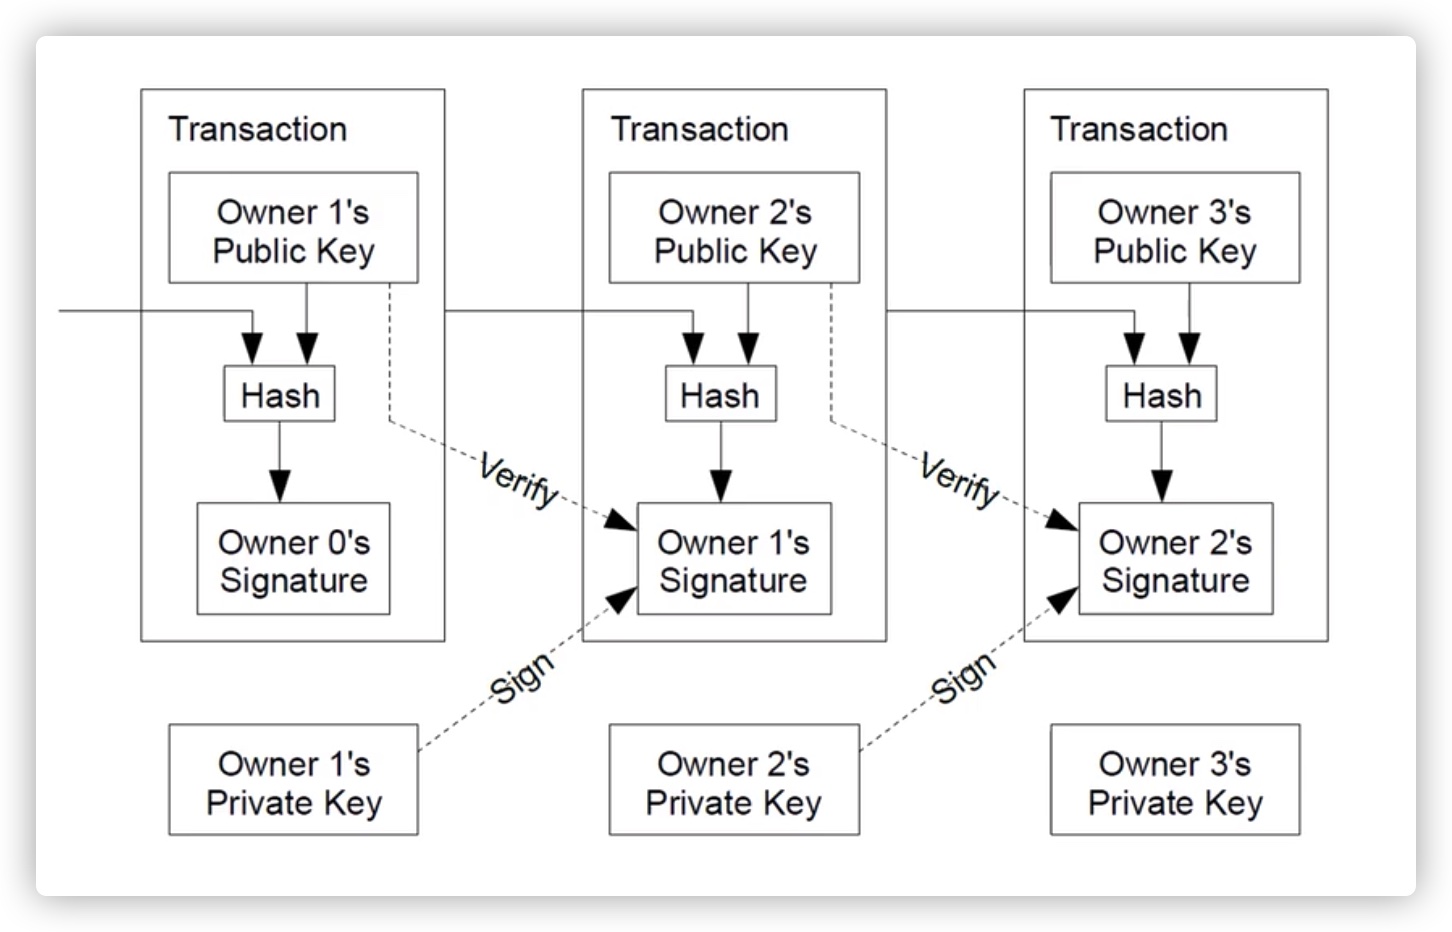 Transaction
Owner 1's
Public Key
Hash
Owner 0's
Signature
Transaction
Owner 2's
Public Key
Hash
Owner 1's
Signature
Transaction
Owner 3's
Public Key
Hash
Owner 2's
Signature
Verify
Verify
Sign
Sign
Owner 1's
Private Key
Owner 2's
Private Key
Owner 3's
Private Key